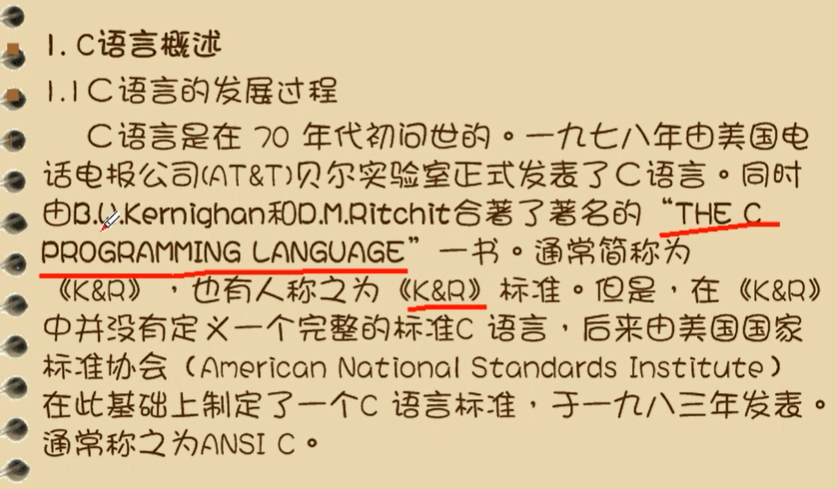 1. C语言概述
1.1 C语言的发展过程
C语言是在 70 年代初问世的。一九七八年由美国电
话电报公司(AT&T)贝尔实验室正式发表了C语言。同时
由B.W.Kernighan和D.M.Ritchit合著了著名的“THE C
PROGRAMMING LANGUAGE”一书。通常简称为
《K&R》，也有人称之为《K&R》标准。但是，在《K&R》
中并没有定义一个完整的标准C 语言，后来由美国国家
标准协会（American National Standards Institute）
在此基础上制定了一个C 语言标准，于一九八三年发表。
通常称之为ANSI C。